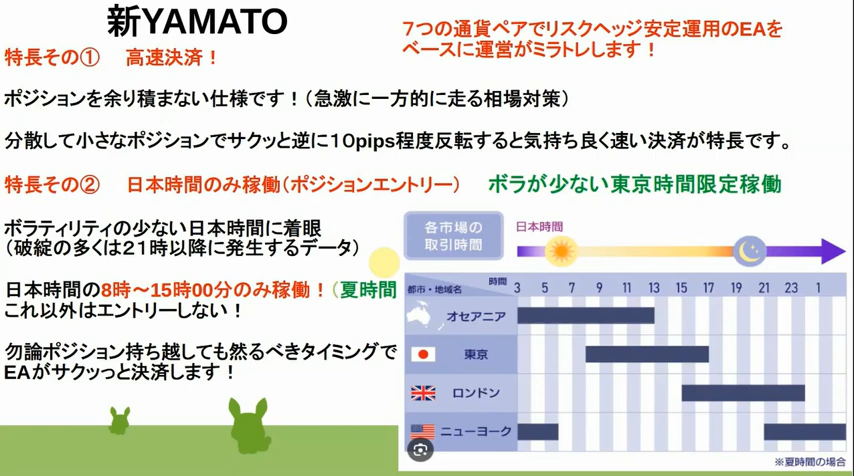 新YAMATO
7つの通貨ペアでリスクヘッジ安定運用のEAを
ベースに運営がミラトレします！
特長その① 高速決済！
ポジションを余り積まない仕様です！（急激に一方的に走る相場対策）
分散して小さなポジションでサクッと逆に10pips程度反転すると気持ち良く速い決済が特長です。
特長その② 日本時間のみ稼働（ポジションエントリー） ボラが少ない東京時間限定稼働
ボラティリティの少ない日本時間に着眼
（破綻の多くは21時以降に発生するデータ）
日本時間の8時～15時00分のみ稼働！（夏時間
これ以外はエントリーしない！
勿論ポジション持ち越しても然るべきタイミングで
EAがサクッっと決済します！
各市場の
取引時間
日本時間
時間
都市・地域名
3 5 7 9 11 13 15 17 19 21 23 1
オセアニア
東京
ロンドン
ニューヨーク
※夏時間の場合